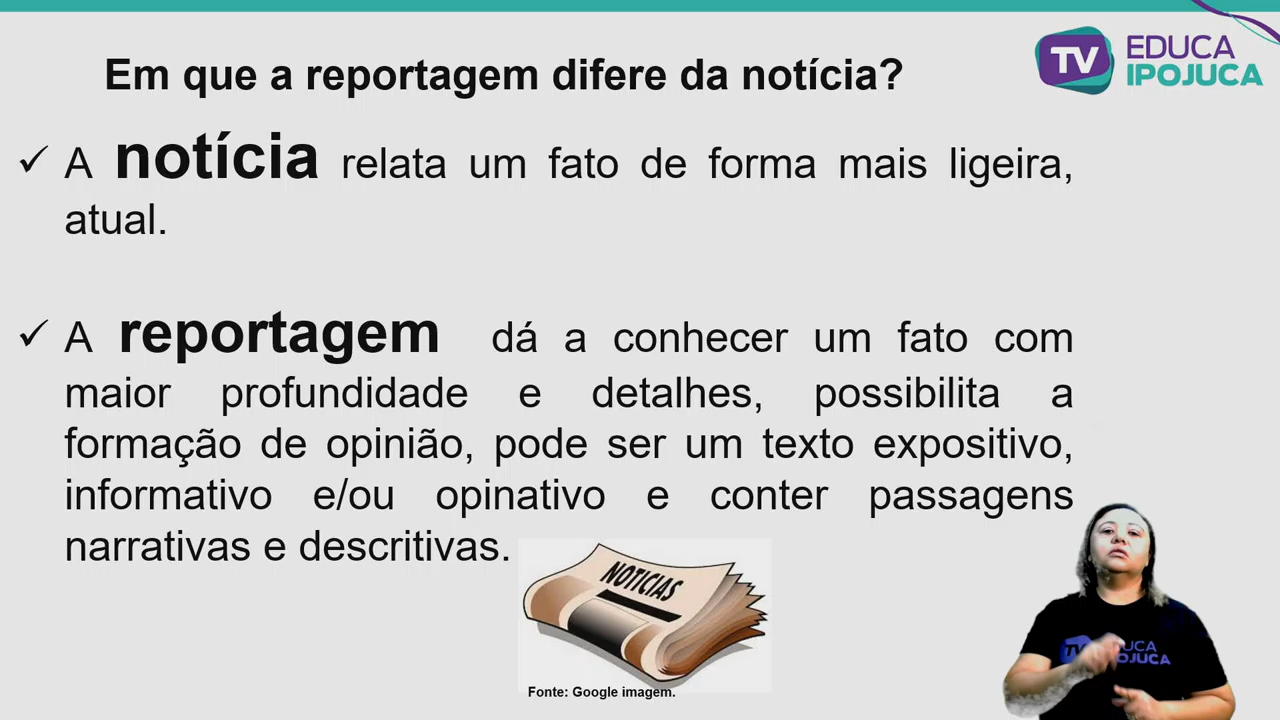 TV EDUCA
IPOJUCA
Em que a reportagem difere da notícia?
✓ A notícia relata um fato de forma mais ligeira,
atual.
✓ A reportagem dá a conhecer um fato com
maior profundidade e detalhes, possibilita a
formação de opinião, pode ser um texto expositivo,
informativo e/ou opinativo e conter passagens
narrativas e descritivas.
NOTICIAS
Fonte: Google imagem.